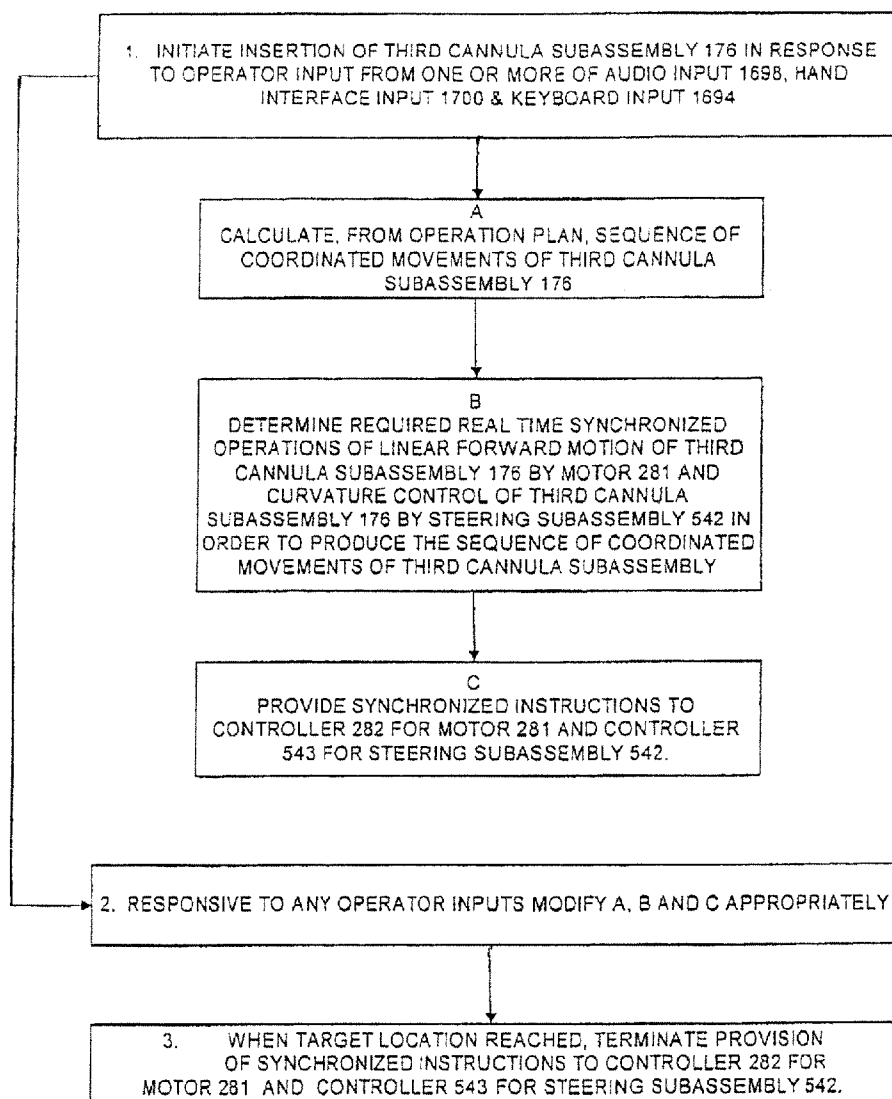 1. INITIATE INSERTION OF THIRD CANNULA SUBASSEMBLY 176 IN RESPONSE
TO OPERATOR INPUT FROM ONE OR MORE OF AUDIO INPUT 1698, HAND
INTERFACE INPUT 1700 & KEYBOARD INPUT 1694
A
CALCULATE, FROM OPERATION PLAN, SEQUENCE OF
COORDINATED MOVEMENTS OF THIRD CANNULA
SUBASSEMBLY 176
B
DETERMINE REQUIRED REAL TIME SYNCHRONIZED
OPERATIONS OF LINEAR FORWARD MOTION OF THIRD
CANNULA SUBASSEMBLY 176 BY MOTOR 281 AND
CURVATURE CONTROL OF THIRD CANNULA
SUBASSEMBLY 176 BY STEERING SUBASSEMBLY 542 IN
ORDER TO PRODUCE THE SEQUENCE OF COORDINATED
MOVEMENTS OF THIRD CANNULA SUBASSEMBLY
C
PROVIDE SYNCHRONIZED INSTRUCTIONS TO
CONTROLLER 282 FOR MOTOR 281 AND CONTROLLER
543 FOR STEERING SUBASSEMBLY 542.
2. RESPONSIVE TO ANY OPERATOR INPUTS MODIFY A, B AND C APPROPRIATELY
3. WHEN TARGET LOCATION REACHED, TERMINATE PROVISION
OF SYNCHRONIZED INSTRUCTIONS TO CONTROLLER 282 FOR
MOTOR 281 AND CONTROLLER 543 FOR STEERING SUBASSEMBLY 542.